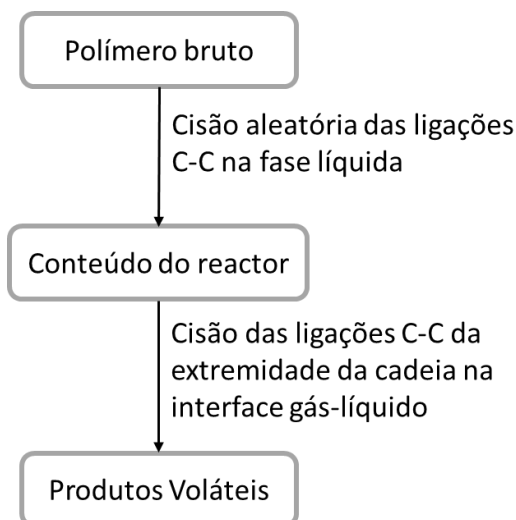 Polímero bruto
Cisão aleatória das ligações
C-C na fase líquida
Conteúdo do reactor
Cisão das ligações C-C da
extremidade da cadeia na
interface gás-líquido
Produtos Voláteis